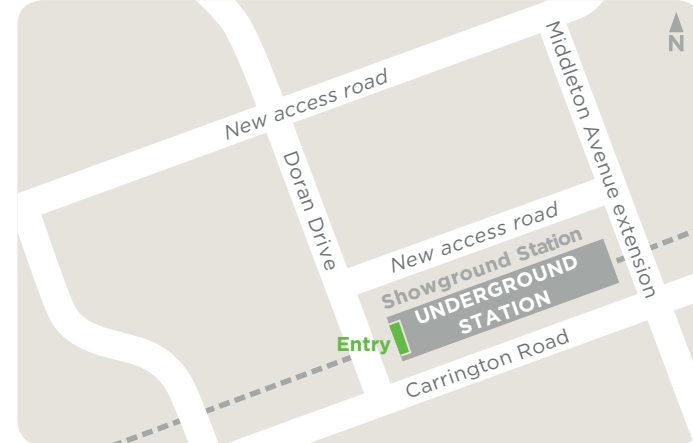 N
Middleton Avenue extension
New access road
Doran Drive
New access road
Showground Station
UNDERGROUND
STATION
Entry
Carrington Road